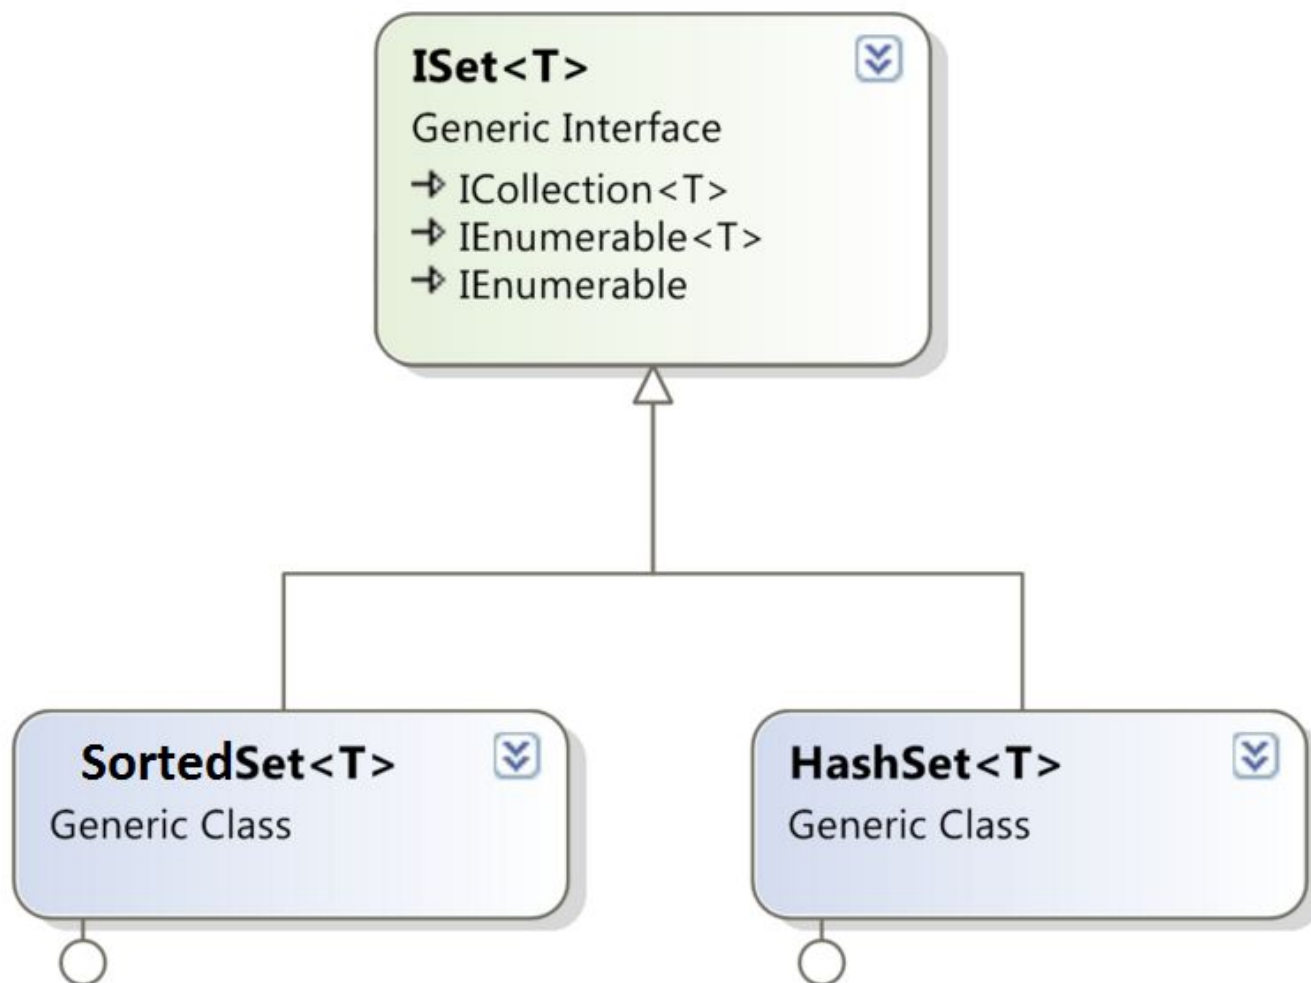 ISet<T>
Generic Interface
ICollection<T>
IEnumerable<T>
IEnumerable
SortedSet<T>
Generic Class
HashSet<T>
Generic Class